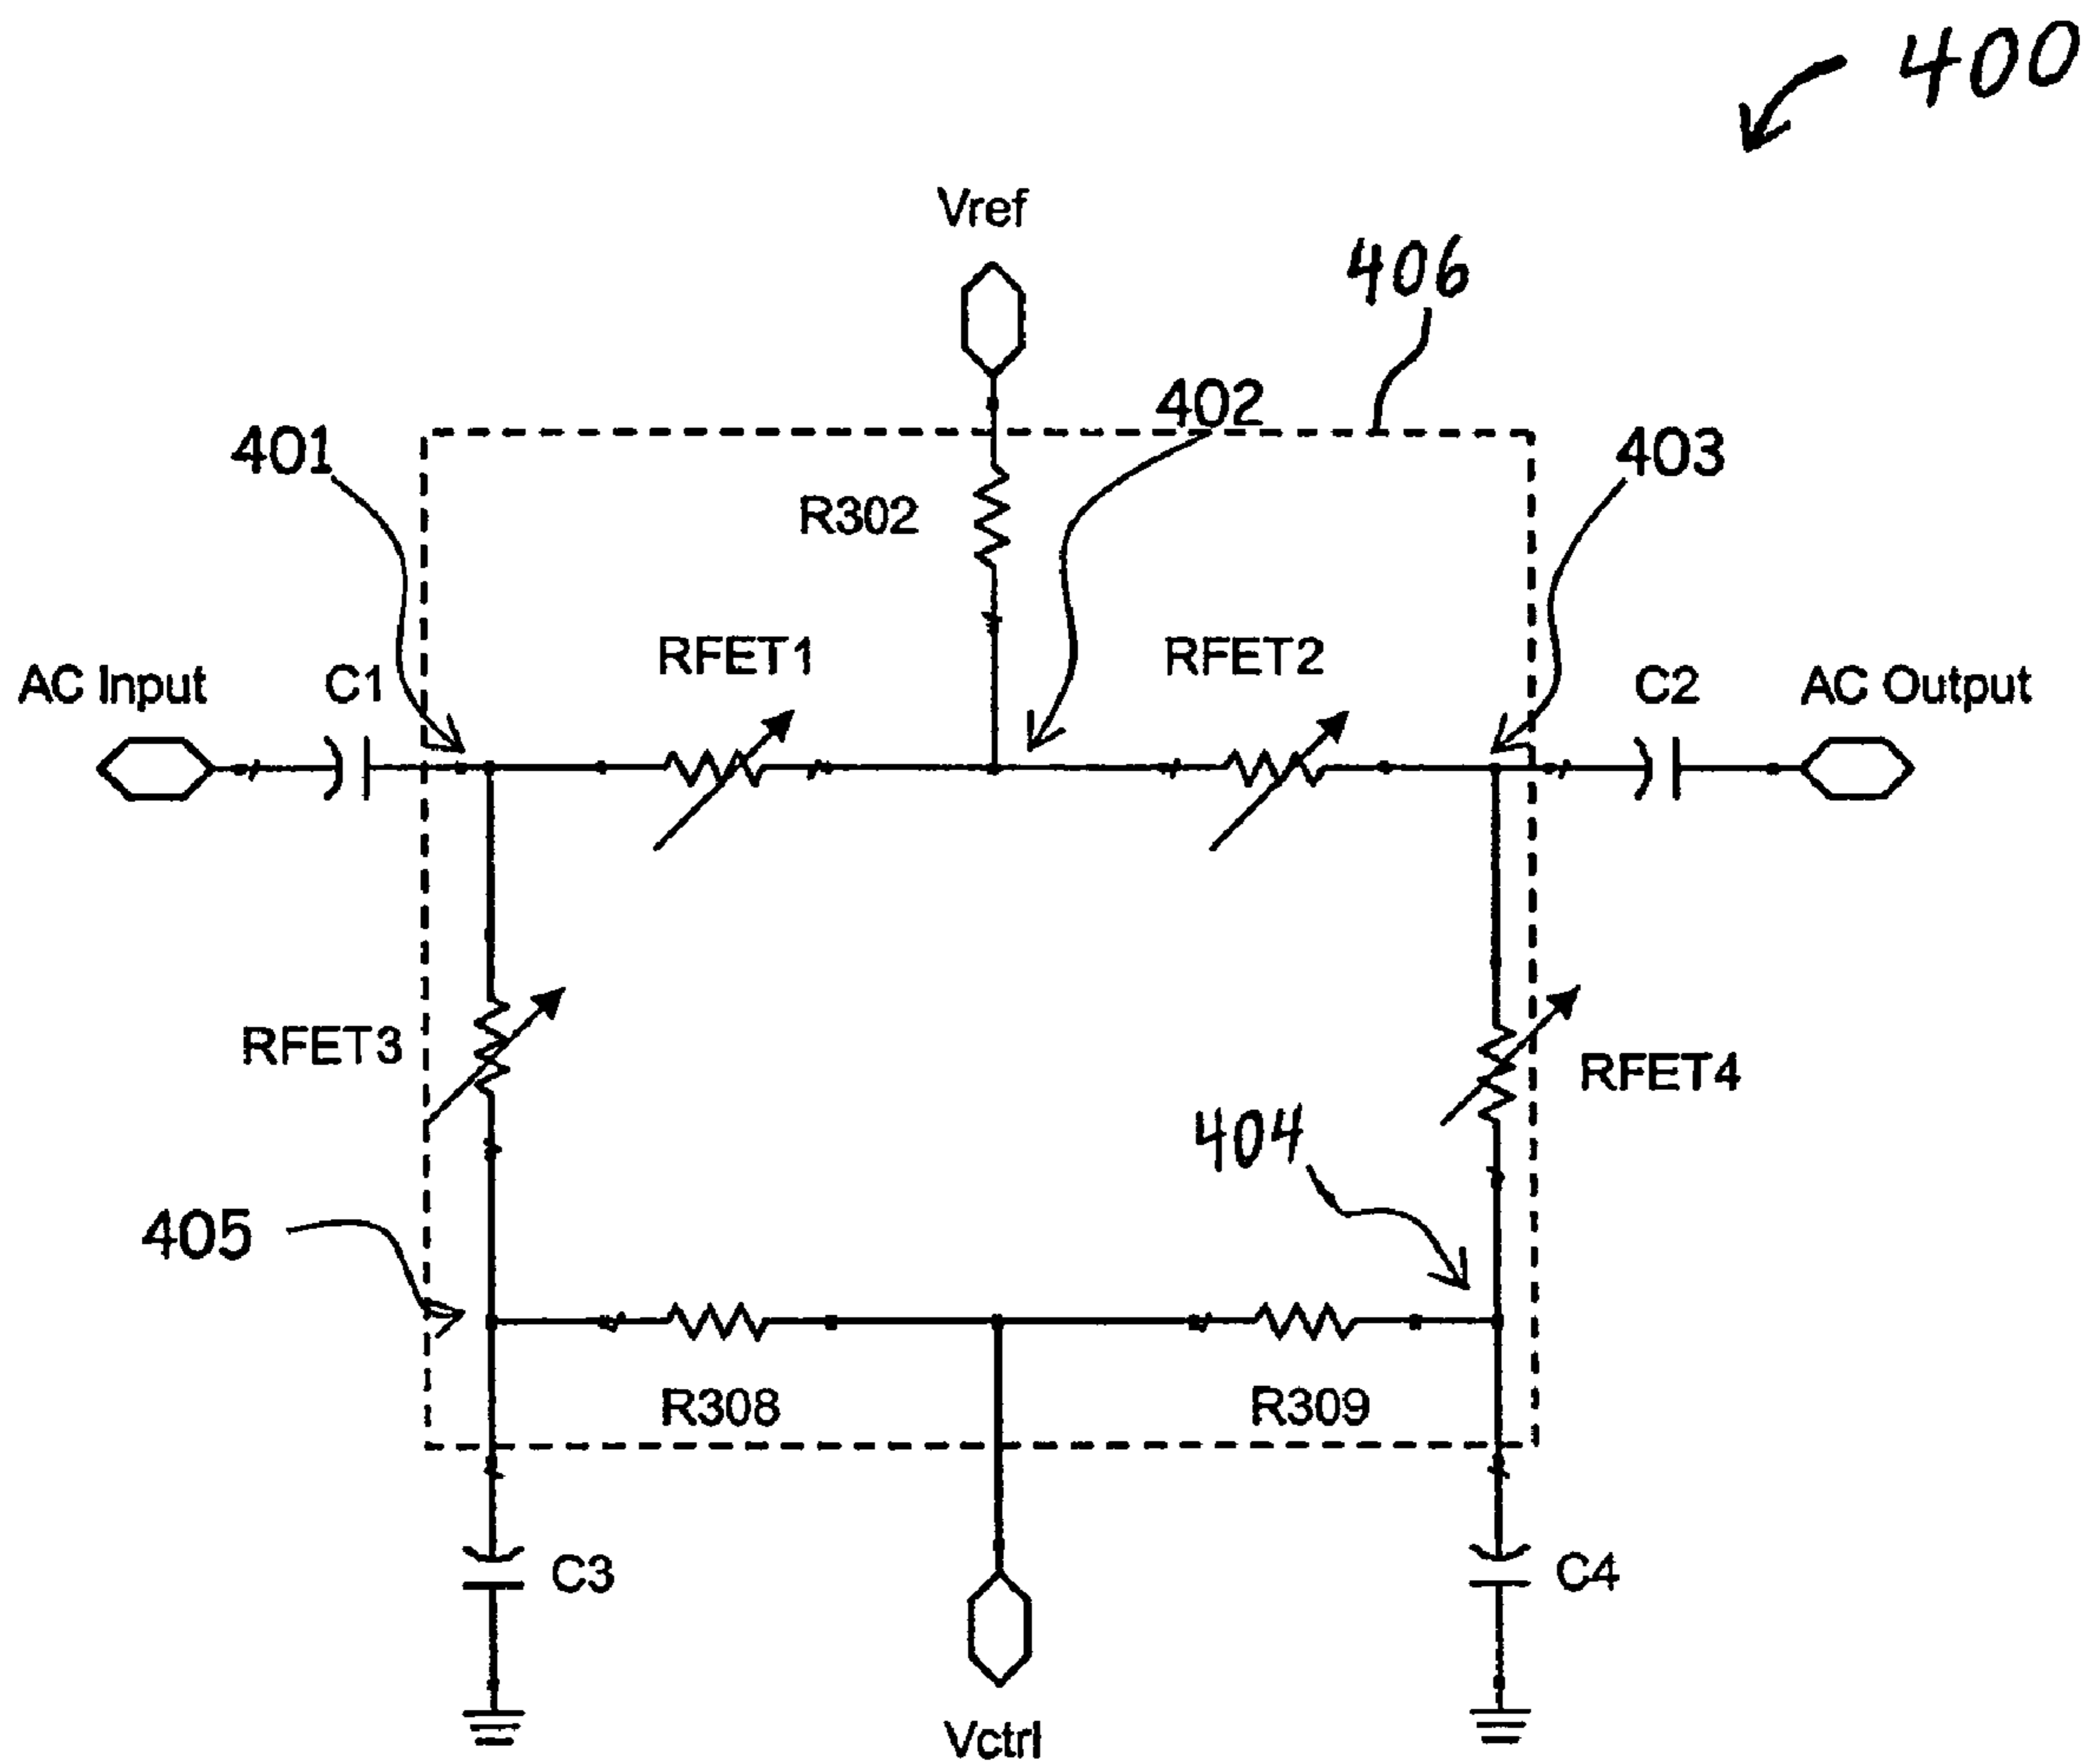 400
Vref
406
402
401
403
R302
RFET1
RFET2
AC Input
C1
C2
AC Output
RFET3
RFET4
404
405
R308
R309
C3
C4
Vctrl